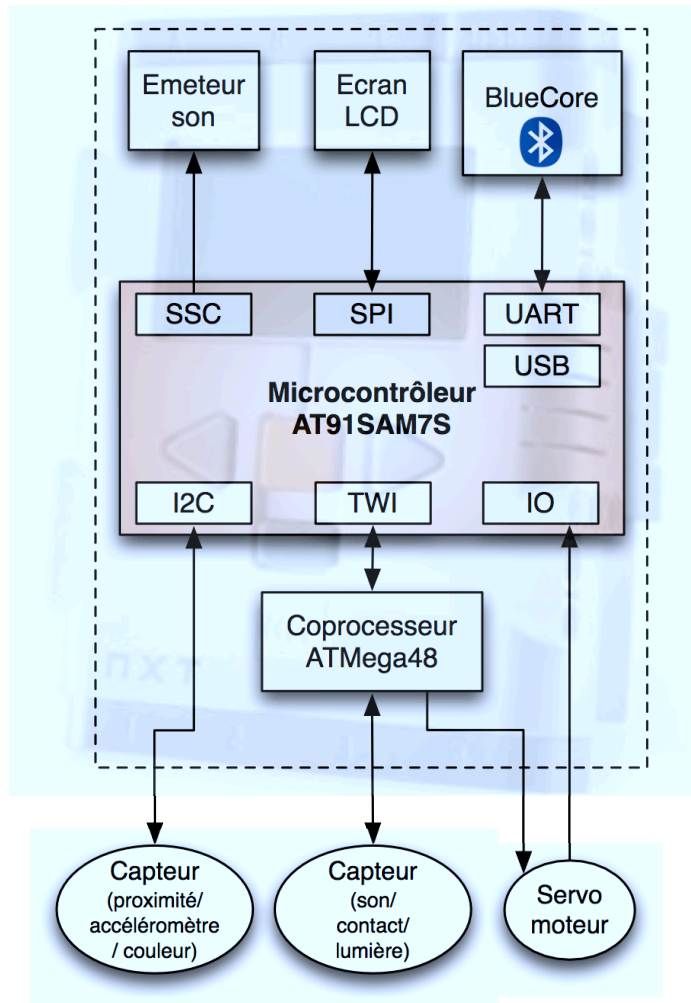 Emeteur
son
Ecran
LCD
BlueCore
SSC
SPI
UART
USB
Microcontrôleur
AT91SAM7S
I2C
TWI
IO
Coprocesseur
ATMega48
Capteur
(proximité/
accéléromètre
/ couleur)
Capteur
(son/
contact/
lumière)
Servo
moteur